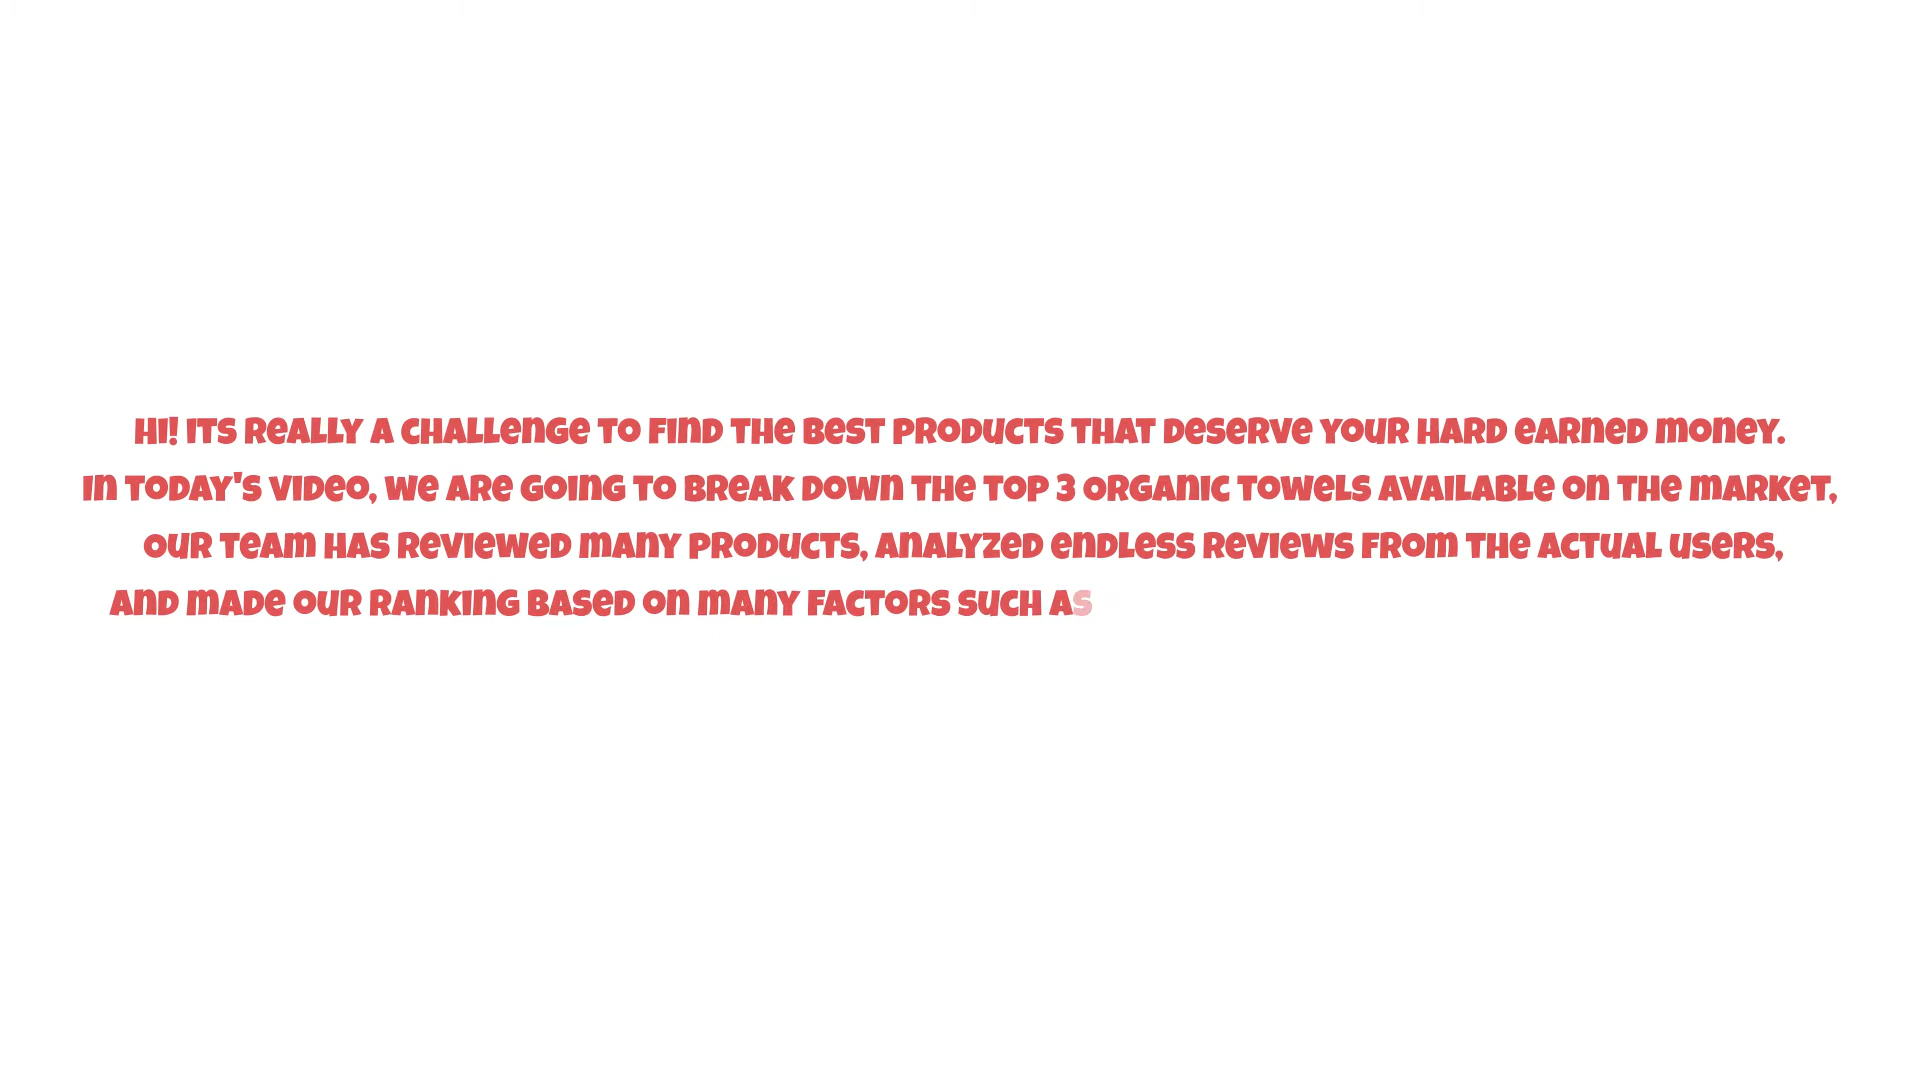 Hi! Its really a challenge to find the best products that deserve your hard earned money.
In today's video, we are going to break down the top 3 organic towels available on the market,
our team has reviewed many products, analyzed endless reviews from the actual users,
and made our ranking based on many factors such as